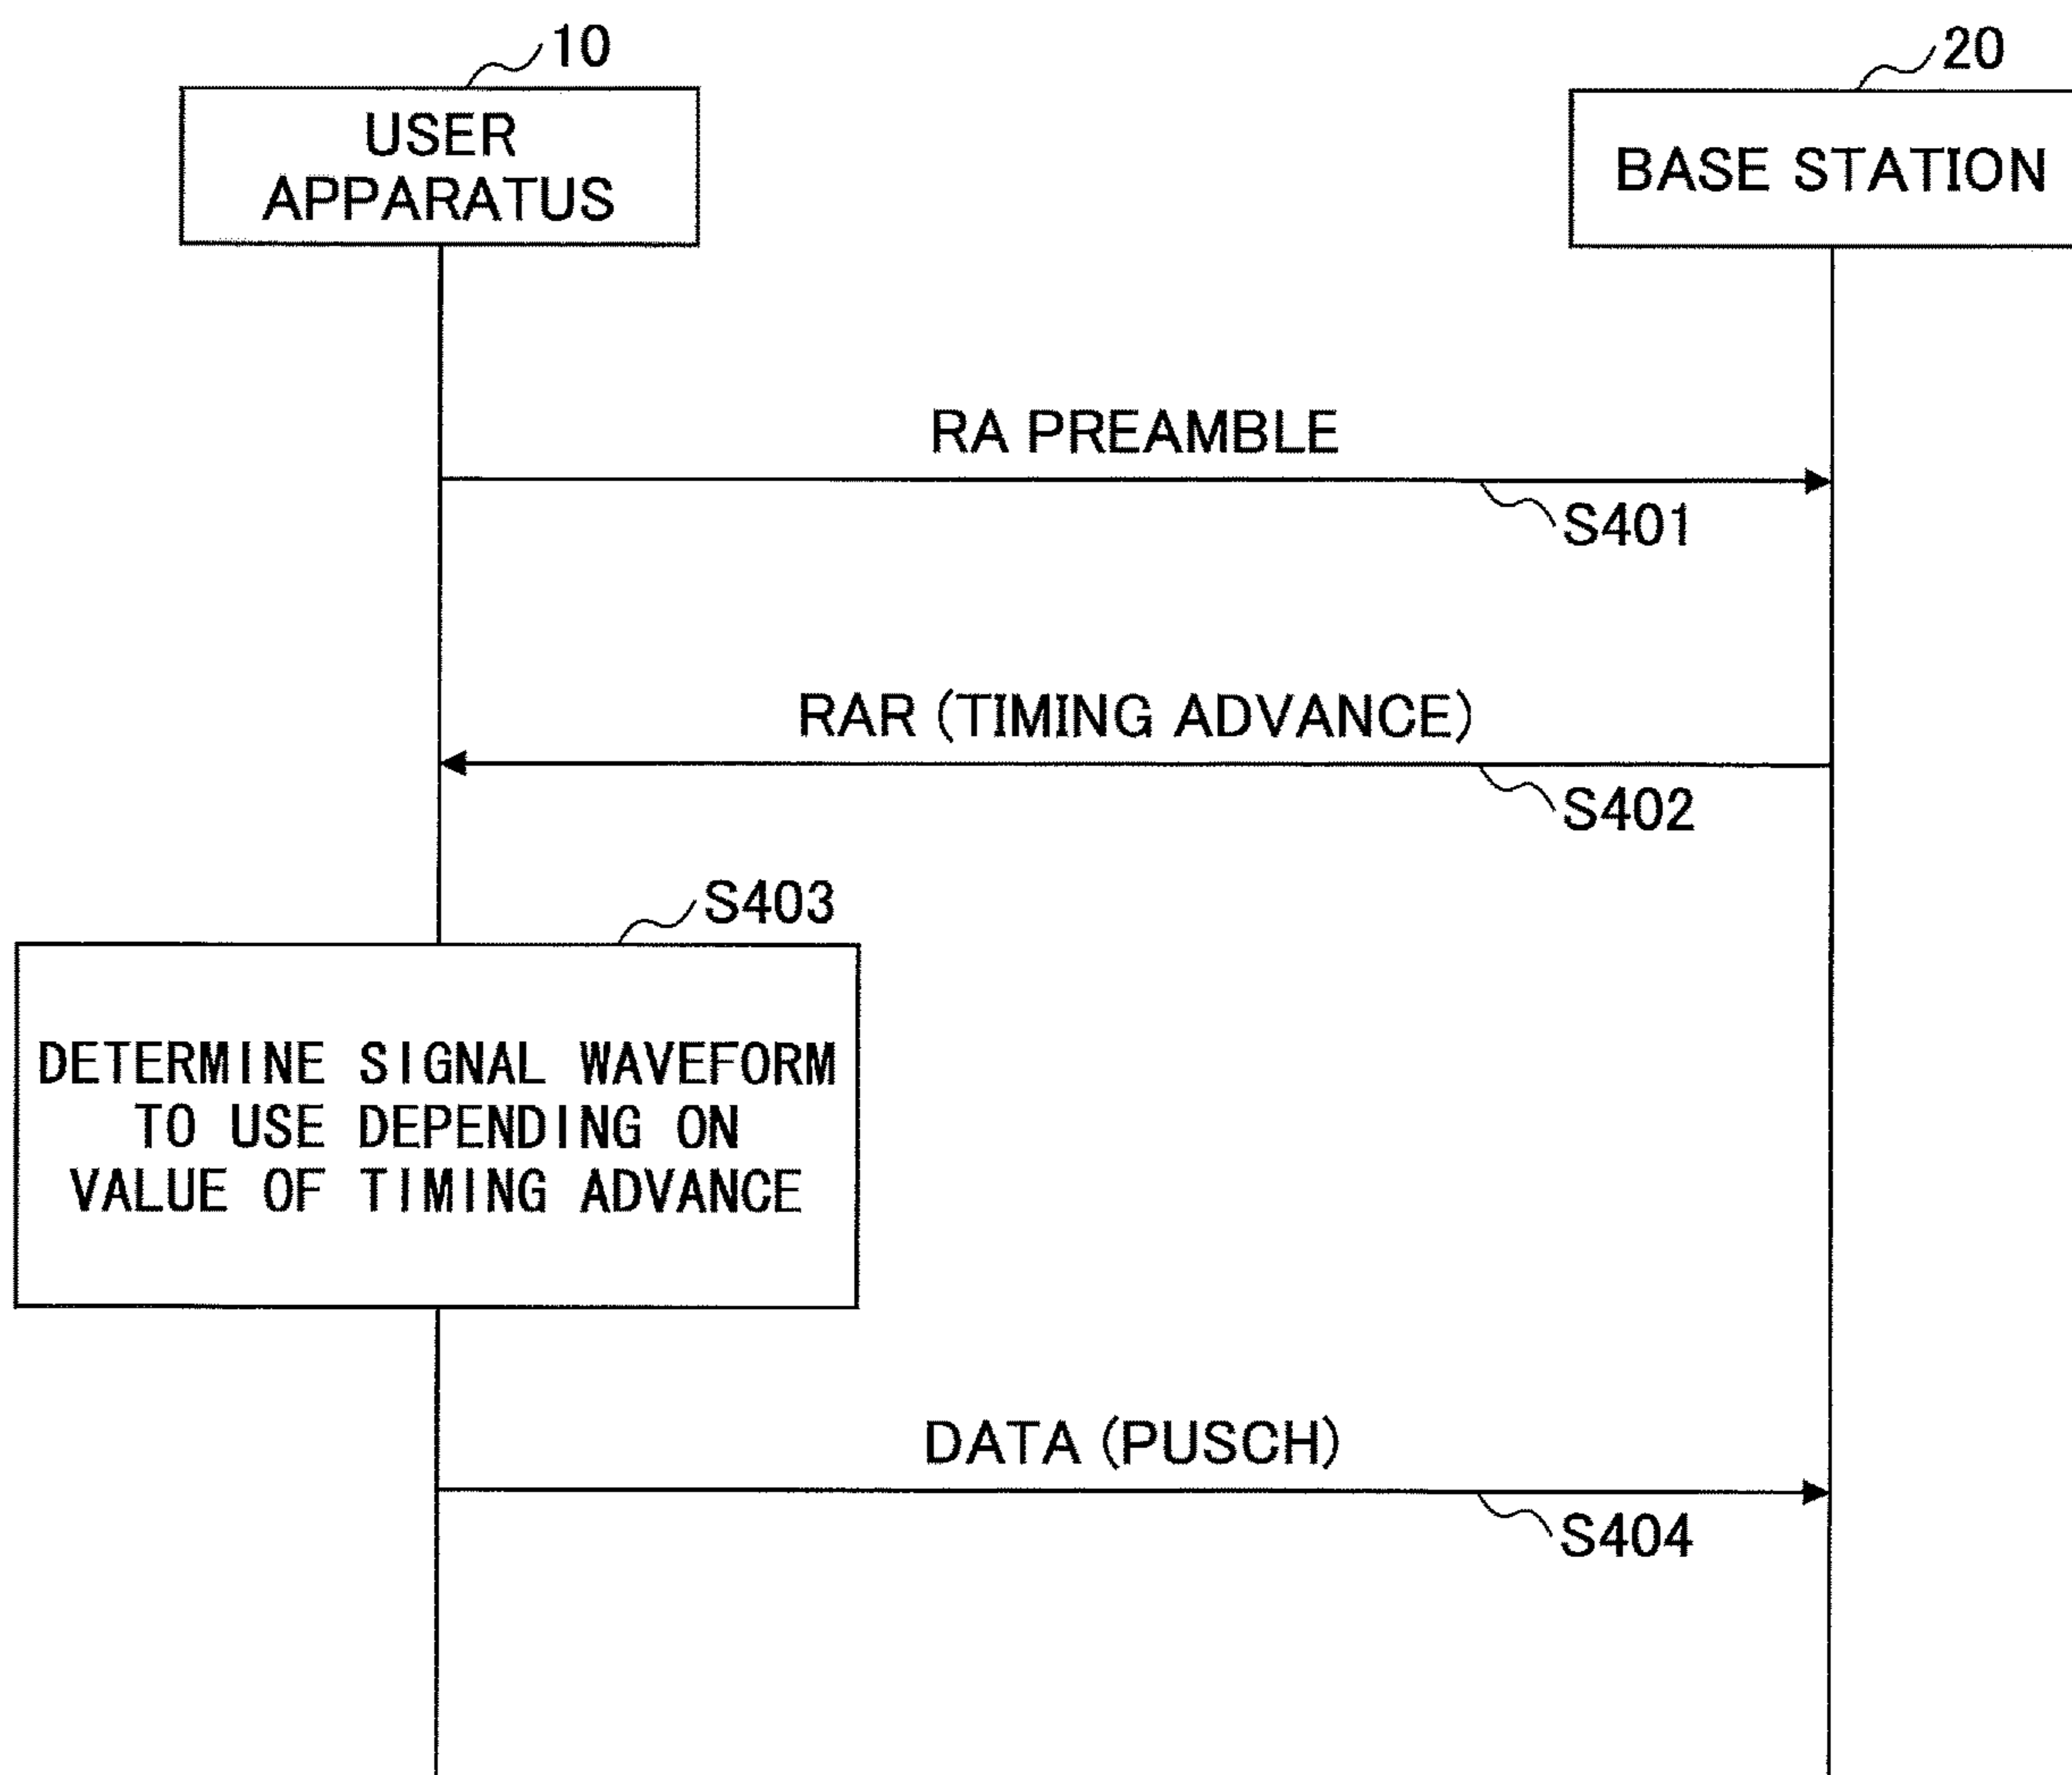 10
20
USER
APPARATUS
BASE STATION
RA PREAMBLE
S401
RAR (TIMING ADVANCE)
S402
S403
DETERMINE SIGNAL WAVEFORM
TO USE DEPENDING ON
VALUE OF TIMING ADVANCE
DATA (PUSCH)
S404